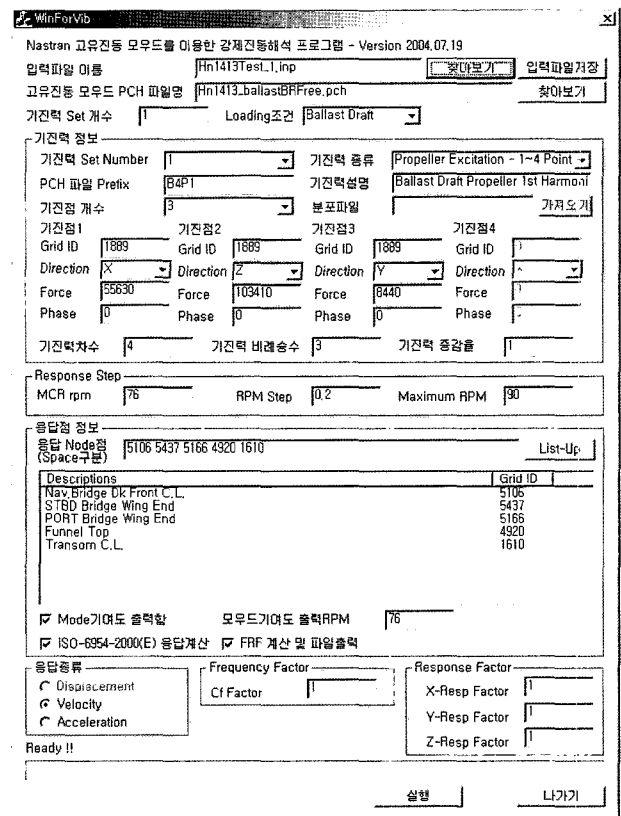 WinForVib
Nastran 고유진동 모우드를 이용한 강제진동해석 프로그램 - Version 2004.07.19
입력파일 이름 Hn1413Test_1.inp 찾아보기 입력파일저장
고유진동 모우드 PCH 파일명 Hn1413_ballastBRFree.pch 찾아보기
기진력 Set 개수 1 Loading조건 Ballast Draft
기진력 정보
기진력 Set Number 1 기진력 종류 Propeller Excitation - 1~4 Point
PCH 파일 Prefix B4P1 기진력설명 Ballast Draft Propeller 1st Harmoni
기진점 개수 3 분포파일 가져오기
기진점1 기진점2 기진점3 기진점4
Grid ID 1889 Grid ID 1889 Grid ID 1889 Grid ID
Direction X Direction Z Direction Y Direction
Force 55630 Force 103410 Force 8440 Force
Phase 0 Phase 0 Phase 0 Phase
기진력차수 4 기진력 비례승수 3 기진력 증감율 1
Response Step
MCR rpm 76 RPM Step 0.2 Maximum RPM 90
응답점 정보
응답 Node점 (Space구분) 5106 5437 5166 4920 1610 List-Up
Descriptions Grid ID
Nav.Bridge Dk Front C.L. 5106
STBD Bridge Wing End 5437
PORT Bridge Wing End 5166
Funnel Top 4920
Transom C.L. 1610
Mode기여도 출력함 모우드기여도 출력RPM 76
ISO-6954-2000(E) 응답계산 FRF 계산 및 파일출력
응답종류 Frequency Factor Response Factor
Displacement Cf Factor 1 X-Resp Factor 1
Velocity Y-Resp Factor 1
Acceleration Z-Resp Factor 1
Ready !!
실행 나가기